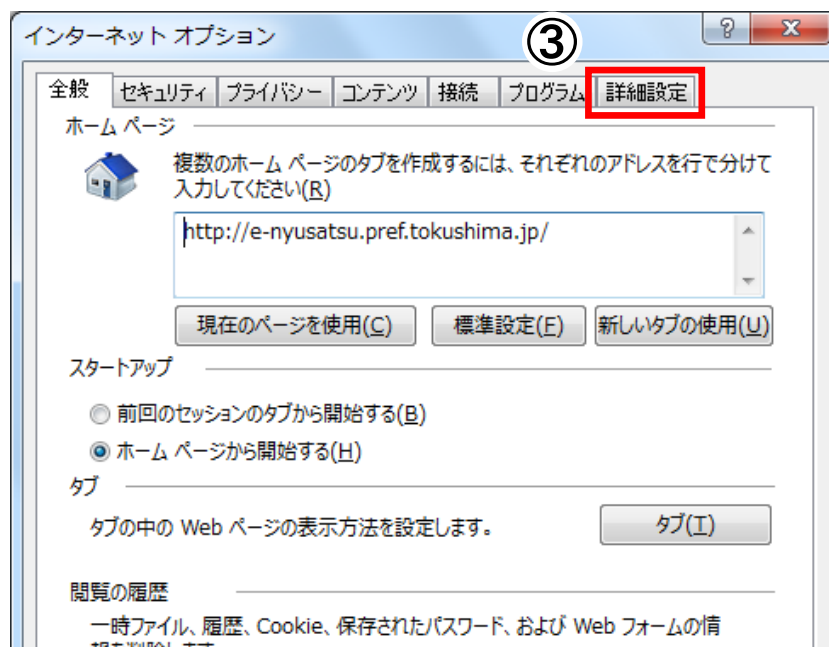 インターネット オプション
③
全般
セキュリティ
プライバシー
コンテンツ
接続
プログラム
詳細設定
ホーム ページ
複数のホーム ページのタブを作成するには、それぞれのアドレスを行で分けて
入力してください(R)
http://e-nyusatsu.pref.tokushima.jp/
現在のページを使用(C)
標準設定(F)
新しいタブの使用(U)
スタートアップ
前回のセッションのタブから開始する(B)
ホーム ページから開始する(H)
タブ
タブの中の Web ページの表示方法を設定します。
タブ(T)
閲覧の履歴
一時ファイル、履歴、Cookie、保存されたパスワード、および Web フォームの情